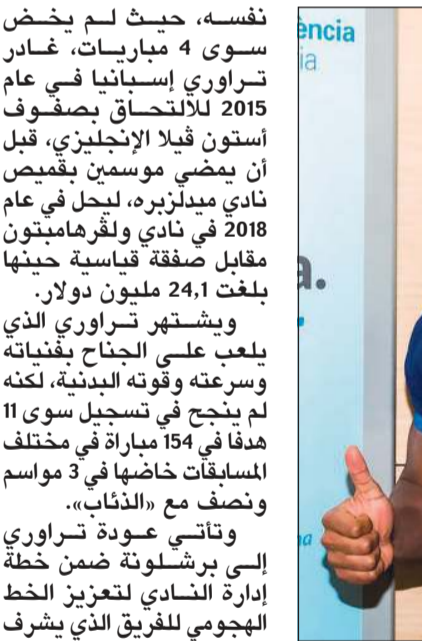 نفسه، حيث لم يخض
سوى 4 مباريات، غادر
تراوري إسبانيا في عام
2015 للالتحاق بصفوف
أستون ڤيلا الإنجليزي، قبل
أن يمضي موسمين بقميص
نادي ميدلزبره، ليحل في عام
2018 في نادي ولڤرهامبتون
مقابل صفقة قياسية حينها
بلغت 24,1 مليون دولار.
ويشتهر تراوري الذي
يلعب على الجناح بفنياته
وسرعته وقوته البدنية، لكنه
لم ينجح في تسجيل سوى 11
هدفا في 154 مباراة في مختلف
المسابقات خاضها في 3 مواسم
ونصف مع «الذئاب».
وتأتي عودة تراوري
إلى برشلونة ضمن خطة
إدارة النادي لتعزيز الخط
الهجومي للفريق الذي يشرف
ència
ia
a.
na